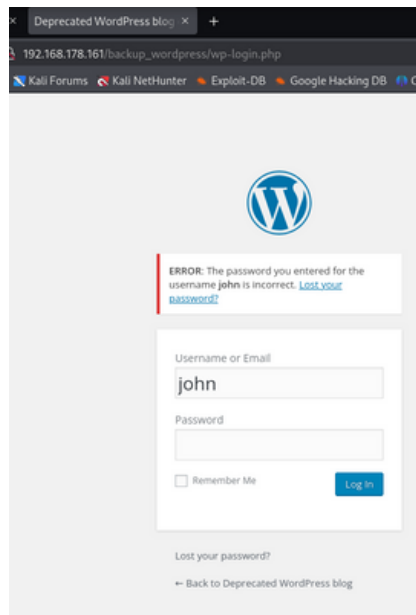 Deprecated WordPress blog
192.168.178.161/backup_wordpress/wp-login.php
Kali Forums Kali NetHunter Exploit-DB Google Hacking DB
ERROR: The password you entered for the
username john is incorrect. Lost your
password?
Username or Email
john
Password
Remember Me Log In
Lost your password?
← Back to Deprecated WordPress blog